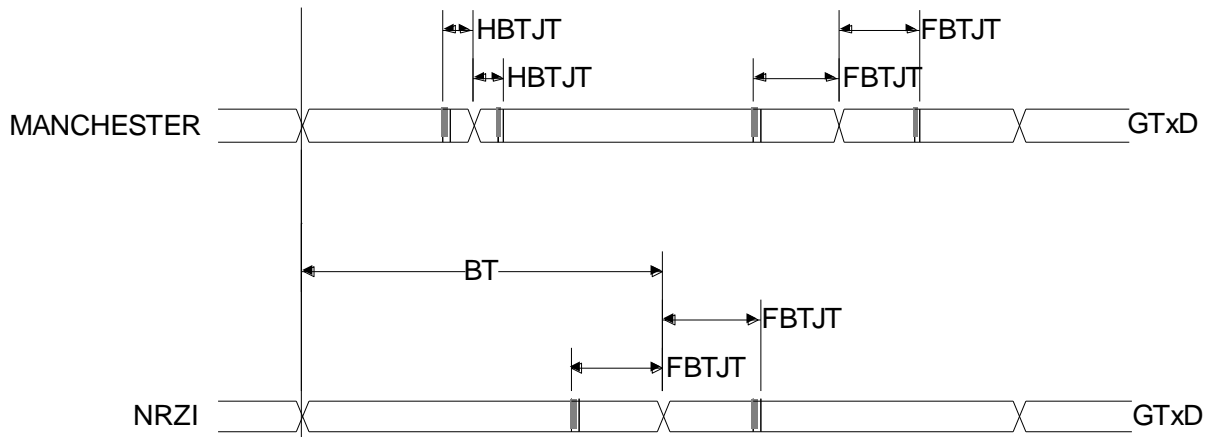 HBTJT
FBTJT
HBTJT
FBTJT
MANCHESTER
GTxD
BT
FBTJT
FBTJT
NRZI
GTxD